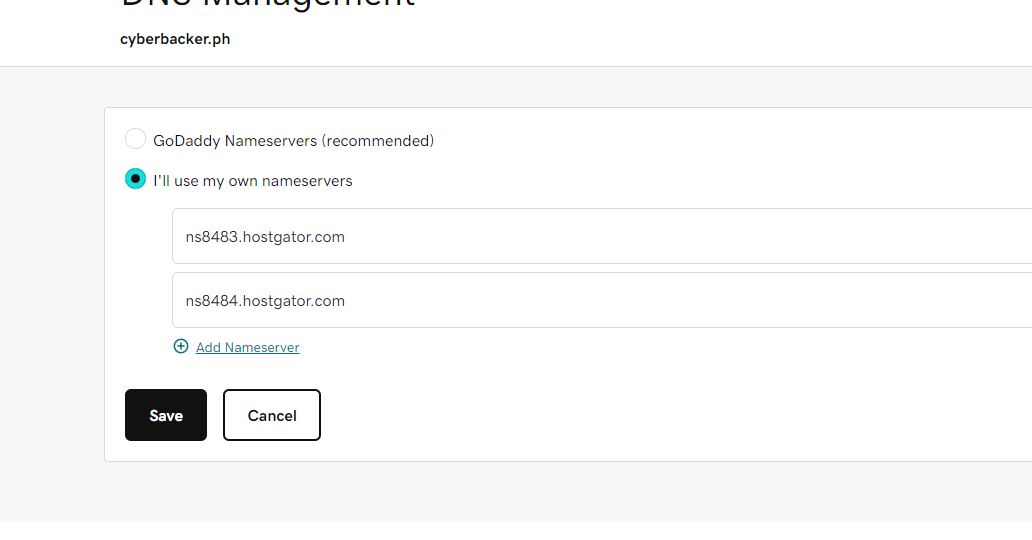 DNS Management
cyberbacker.ph
GoDaddy Nameservers (recommended)
I'll use my own nameservers
ns8483.hostgator.com
ns8484.hostgator.com
Add Nameserver
Save
Cancel